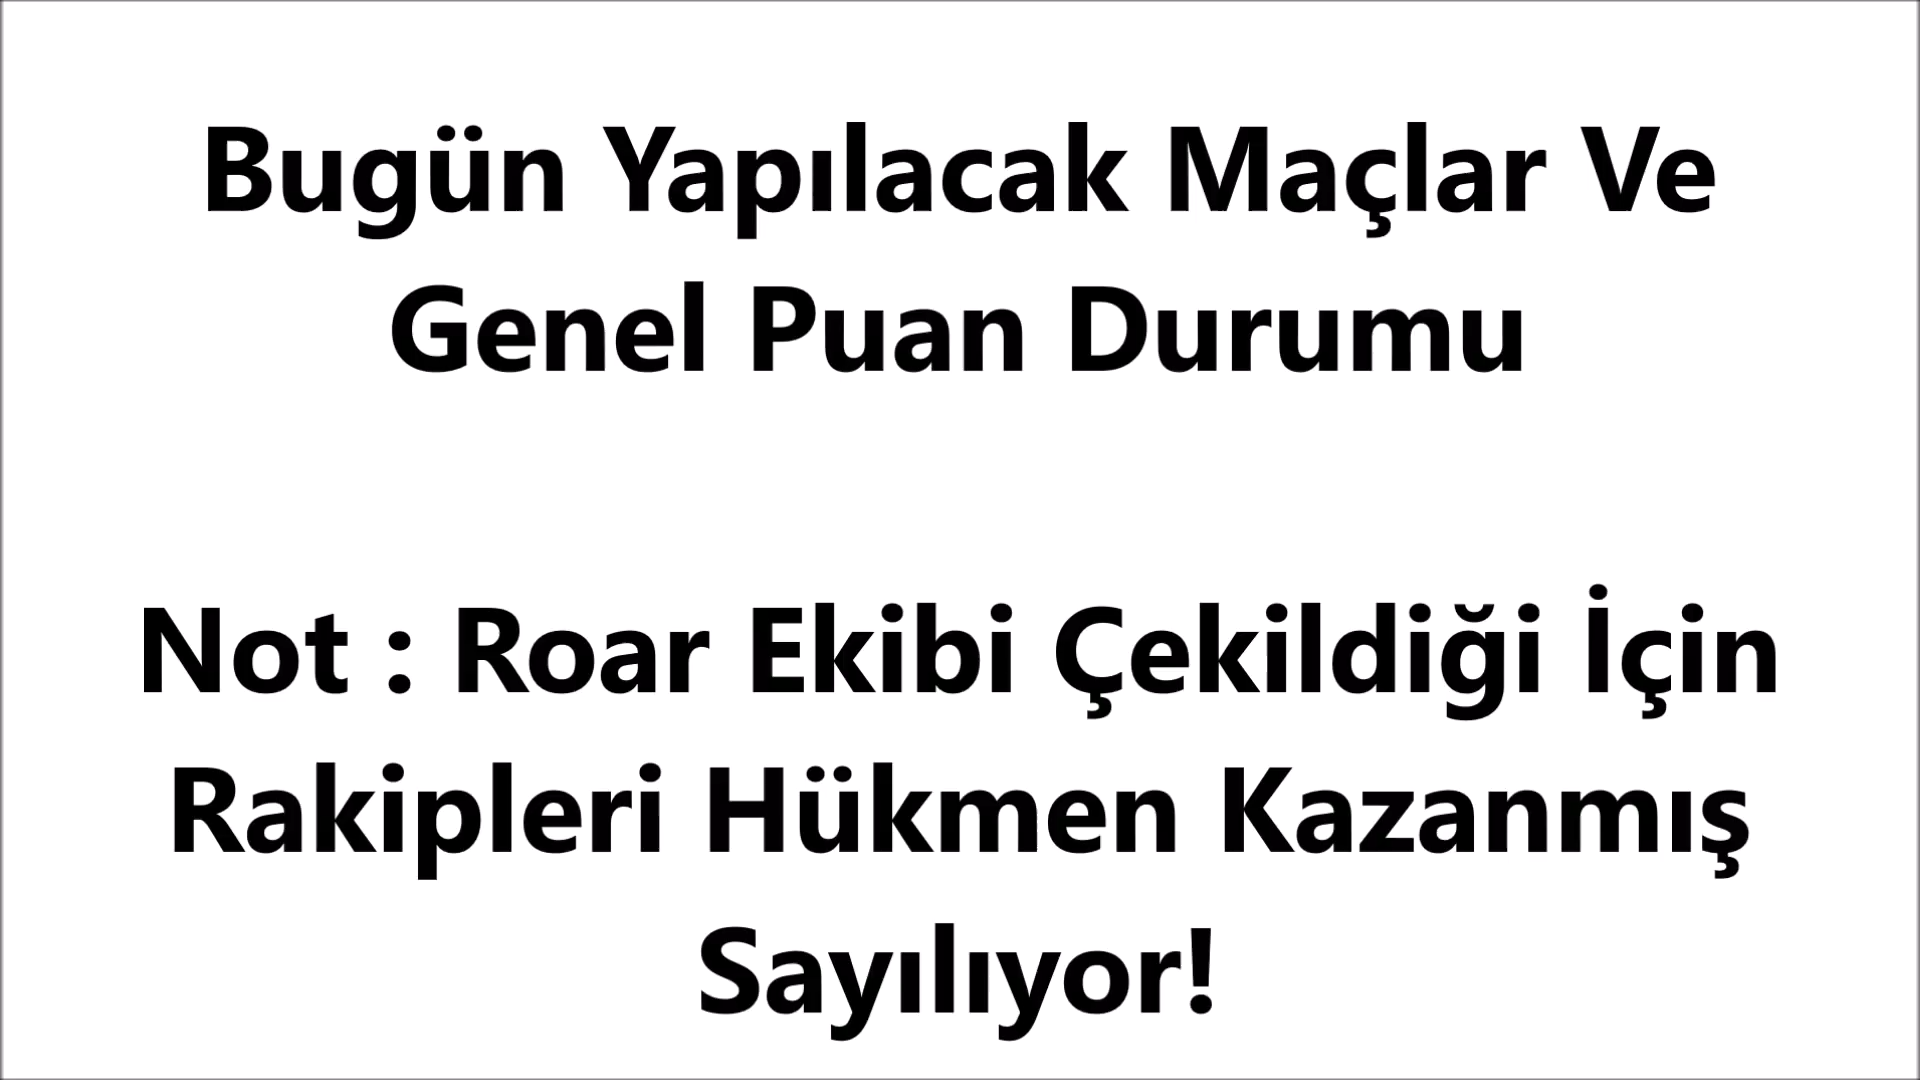 Bugün Yapılacak Maçlar Ve
Genel Puan Durumu
Not : Roar Ekibi Çekildiği İçin
Rakipleri Hükmen Kazanmış
Sayılıyor!